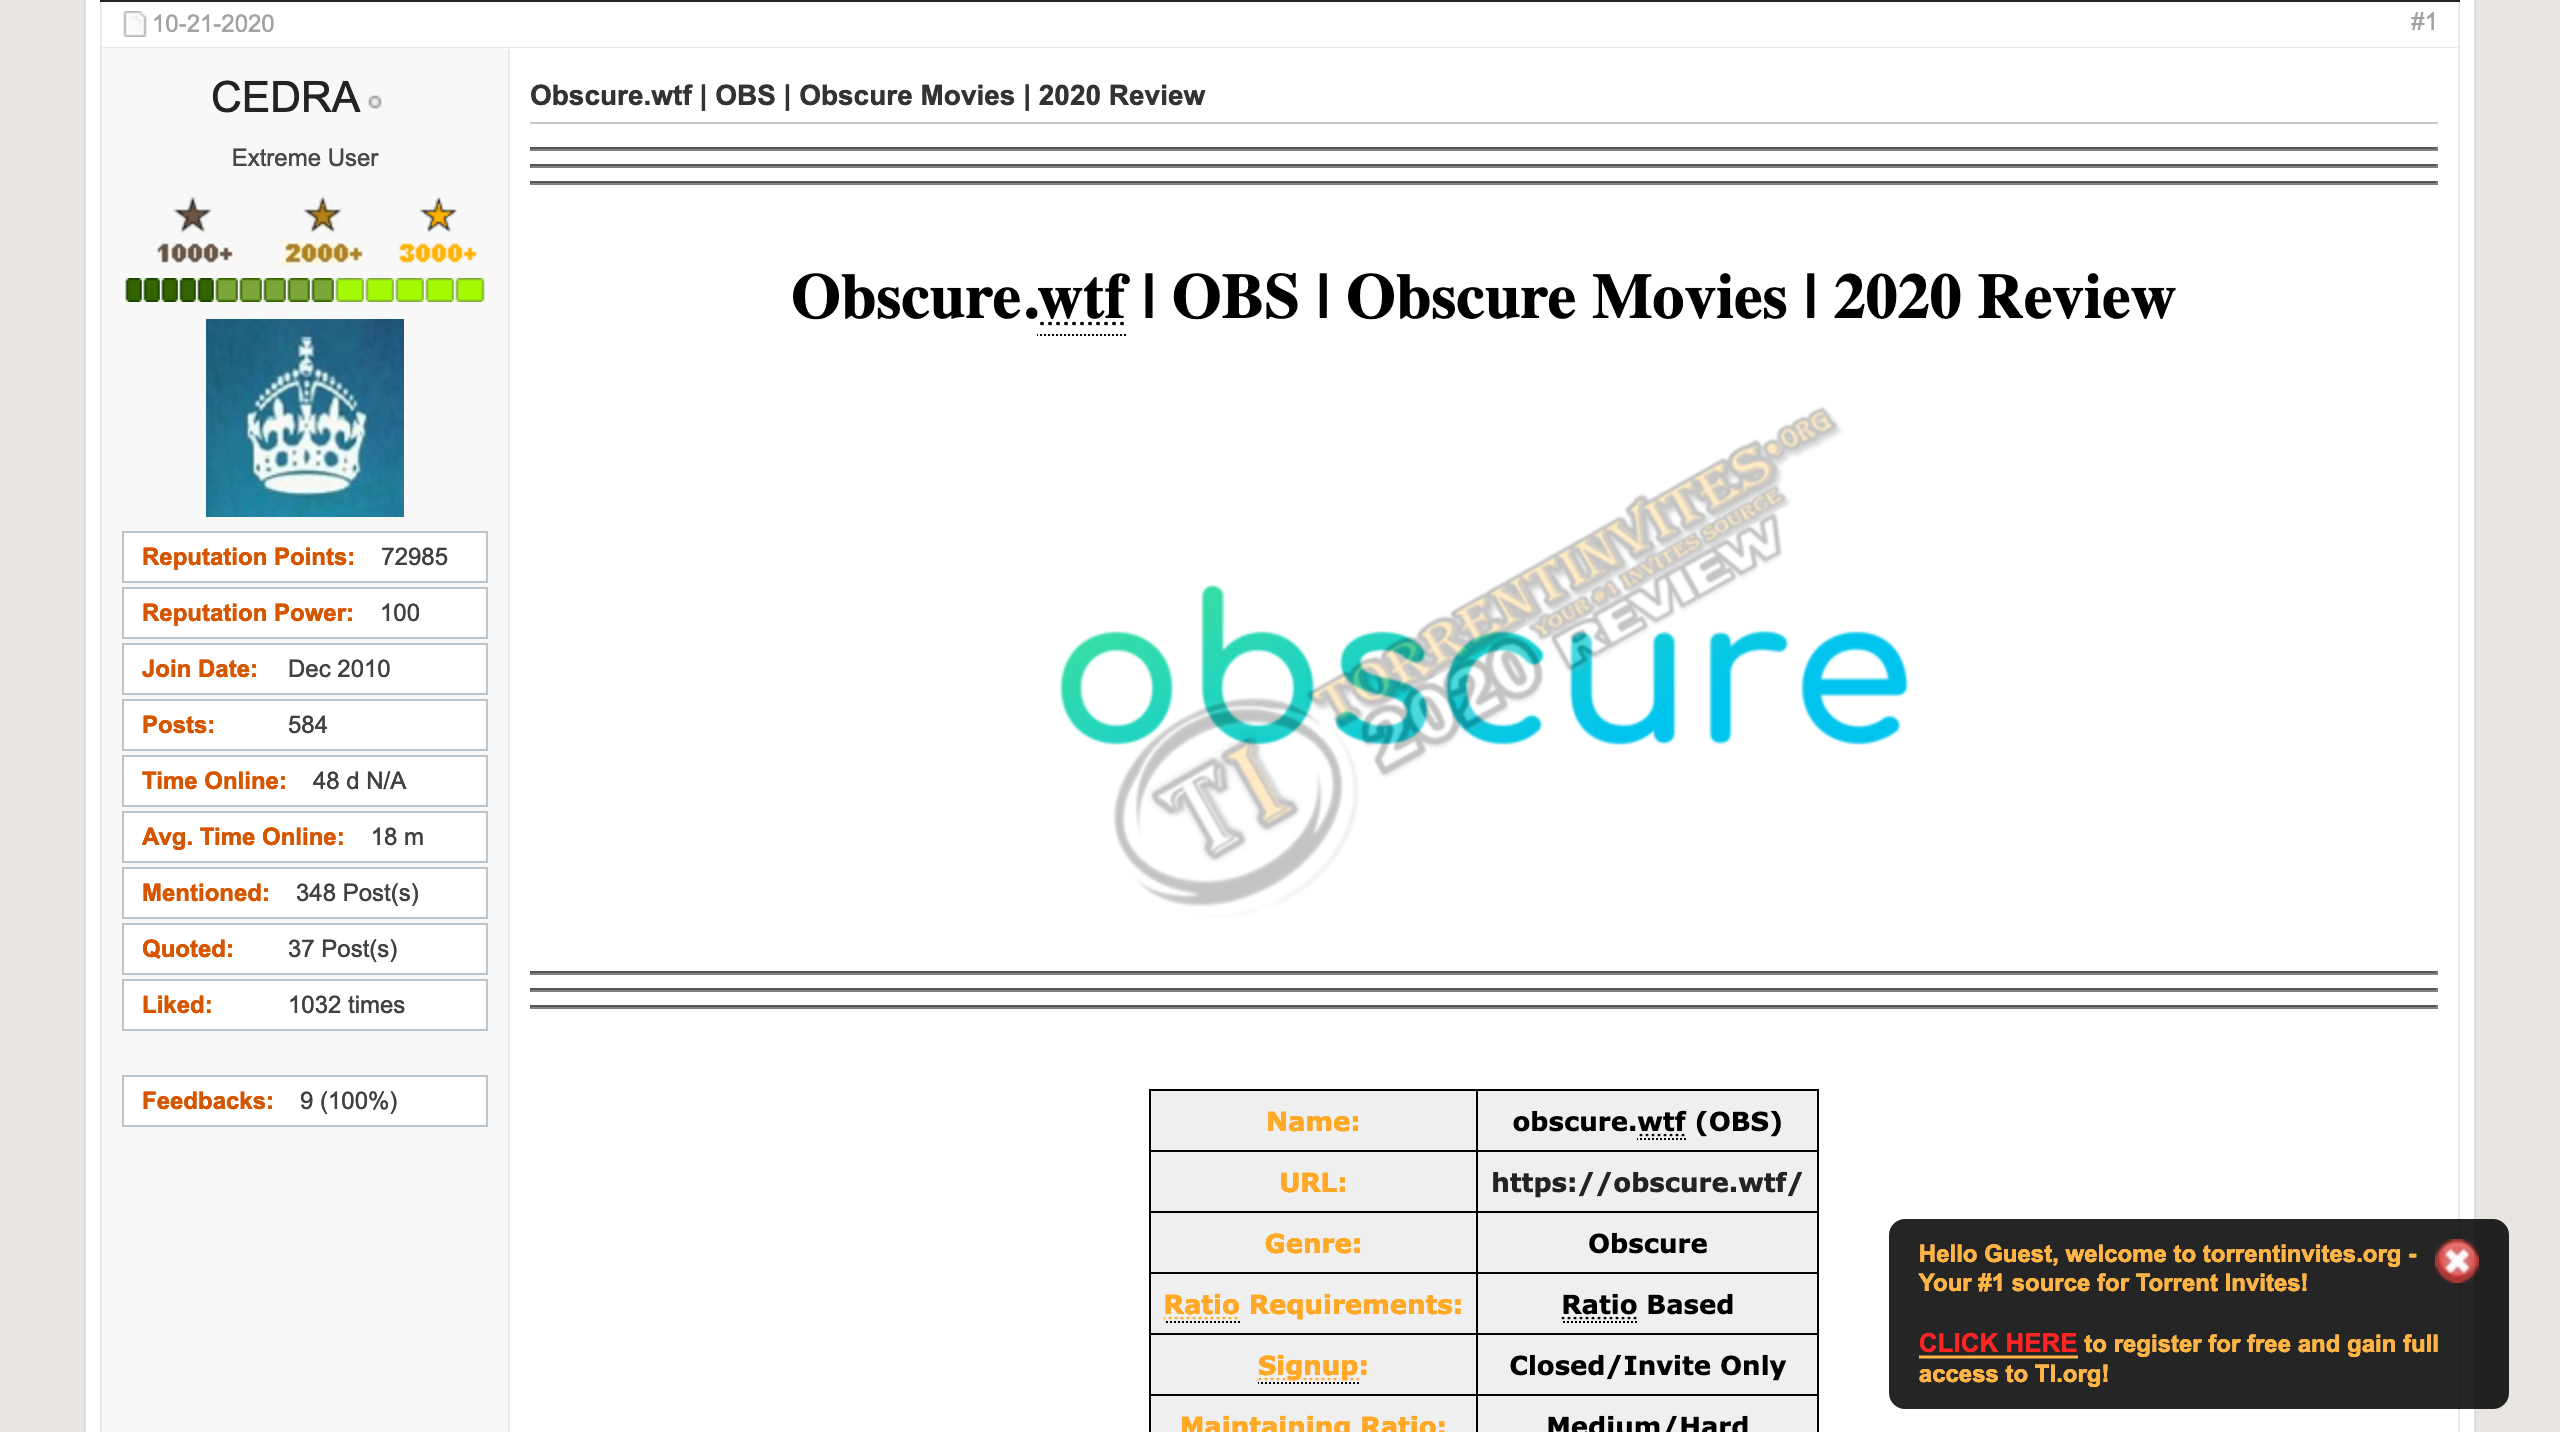 10-21-2020
#1
CEDRA
Extreme User
1000+ 2000+ 3000+
Reputation Points: 72985
Reputation Power: 100
Join Date: Dec 2010
Posts: 584
Time Online: 48 d N/A
Avg. Time Online: 18 m
Mentioned: 348 Post(s)
Quoted: 37 Post(s)
Liked: 1032 times
Feedbacks: 9 (100%)
Obscure.wtf | OBS | Obscure Movies | 2020 Review
Obscure.wtf | OBS | Obscure Movies | 2020 Review
obscure
TI
TORRENTINVITES.ORG
YOUR #1 INVITES SOURCE
2020 REVIEW
Name: obscure.wtf (OBS)
URL: https://obscure.wtf/
Genre: Obscure
Ratio Requirements: Ratio Based
Signup: Closed/Invite Only
Maintaining Ratio: Medium/Hard
Hello Guest, welcome to torrentinvites.org -
Your #1 source for Torrent Invites!
CLICK HERE to register for free and gain full
access to TI.org!